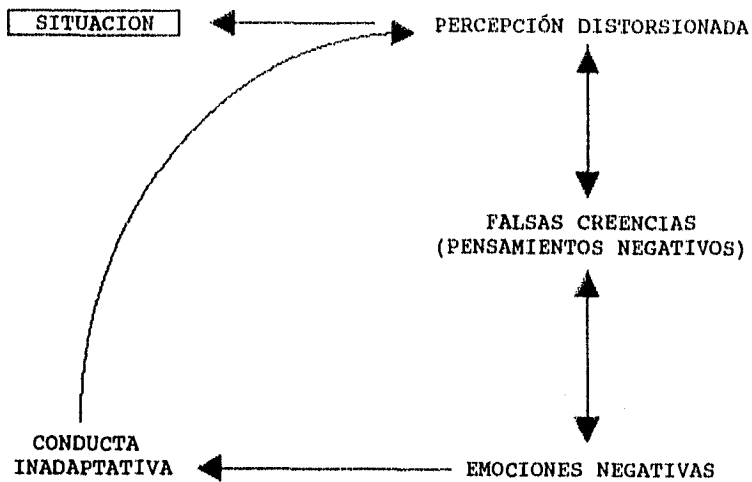 SITUACION
PERCEPCIÓN DISTORSIONADA
FALSAS CREENCIAS
(PENSAMIENTOS NEGATIVOS)
CONDUCTA
INADAPTATIVA
EMOCIONES NEGATIVAS